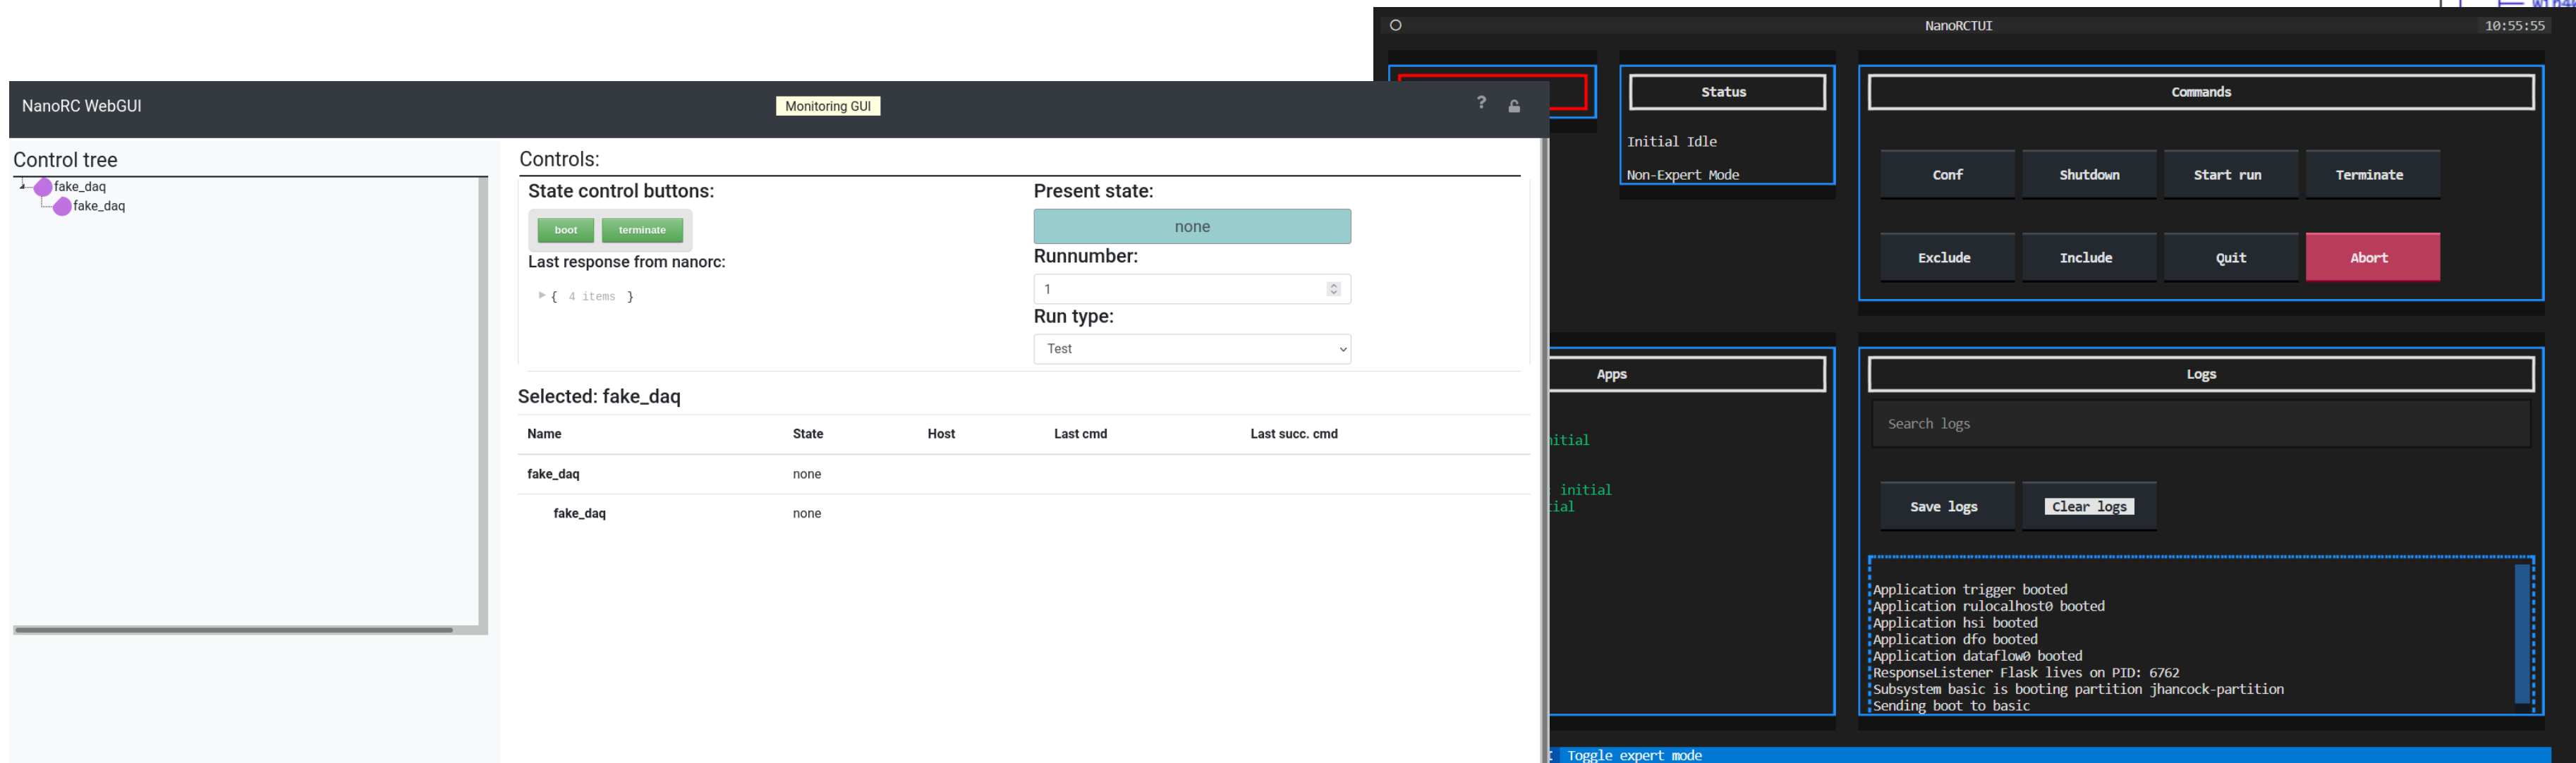 NanoRC WebGUI
Monitoring GUI
?
Control tree
fake_daq
fake_daq
Controls:
State control buttons:
boot
terminate
Last response from nanorc:
{ 4 items }
Present state:
none
Runnumber:
1
Run type:
Test
Selected: fake_daq
Name State Host Last cmd Last succ. cmd
fake_daq none
fake_daq none
NanoRCTUI
10:55:55
Status
Initial Idle
Non-Expert Mode
Commands
Conf Shutdown Start run Terminate
Exclude Include Quit Abort
Apps
initial
Logs
Search logs
Save logs Clear logs
Application trigger booted
Application rulocalhost0 booted
Application hsi booted
Application dfo booted
Application dataflow0 booted
ResponseListener Flask lives on PID: 6762
Subsystem basic is booting partition jhancock-partition
Sending boot to basic
Toggle expert mode